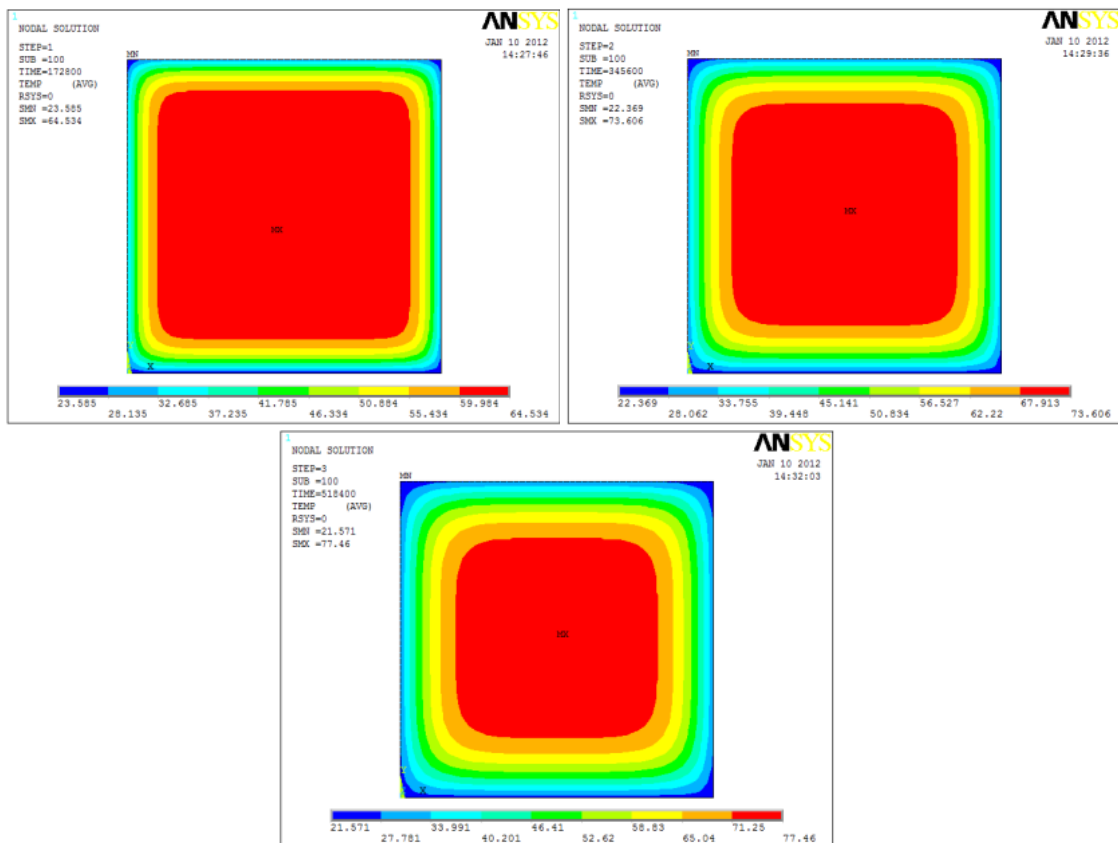 1
NODAL SOLUTION
STEP=1
SUB =100
TIME=172800
TEMP (AVG)
RSYS=0
SMN =23.585
SMX =64.534
ANSYS
JAN 10 2012
14:27:46
MN
MX
X
23.585 32.685 41.785 50.884 59.984
28.135 37.235 46.334 55.434 64.534
1
NODAL SOLUTION
STEP=2
SUB =100
TIME=345600
TEMP (AVG)
RSYS=0
SMN =22.369
SMX =73.606
ANSYS
JAN 10 2012
14:29:36
MN
MX
X
22.369 33.755 45.141 56.527 67.913
28.062 39.448 50.834 62.22 73.606
1
NODAL SOLUTION
STEP=3
SUB =100
TIME=518400
TEMP (AVG)
RSYS=0
SMN =21.571
SMX =77.46
ANSYS
JAN 10 2012
14:32:03
MN
MX
Y
X
21.571 33.991 46.41 58.83 71.25
27.781 40.201 52.62 65.04 77.46